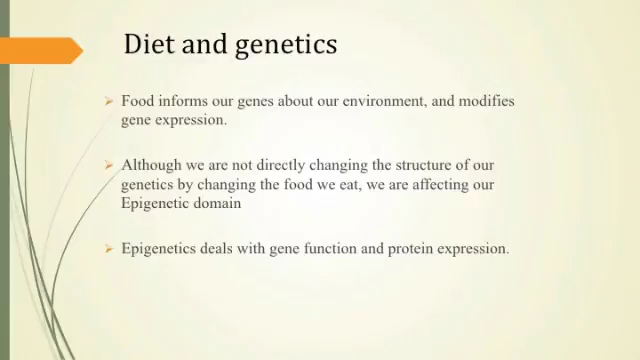 Diet and genetics
Food informs our genes about our environment, and modifies
gene expression.
Although we are not directly changing the structure of our
genetics by changing the food we eat, we are affecting our
Epigenetic domain
Epigenetics deals with gene function and protein expression.